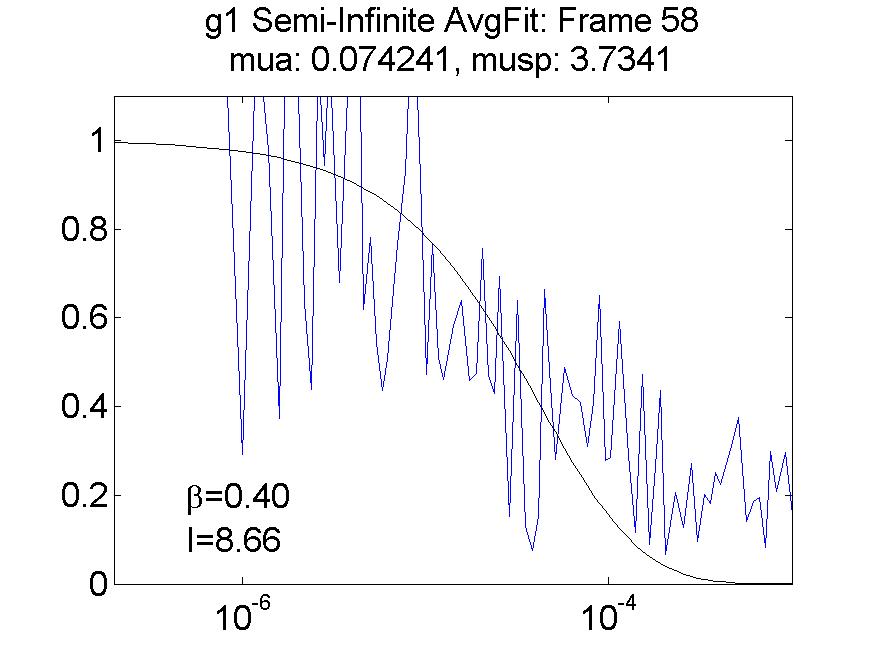 g1 Semi-Infinite AvgFit: Frame 58
mua: 0.074241, musp: 3.7341
1
0.8
0.6
0.4
0.2
0
β=0.40
I=8.66
10^-6
10^-4